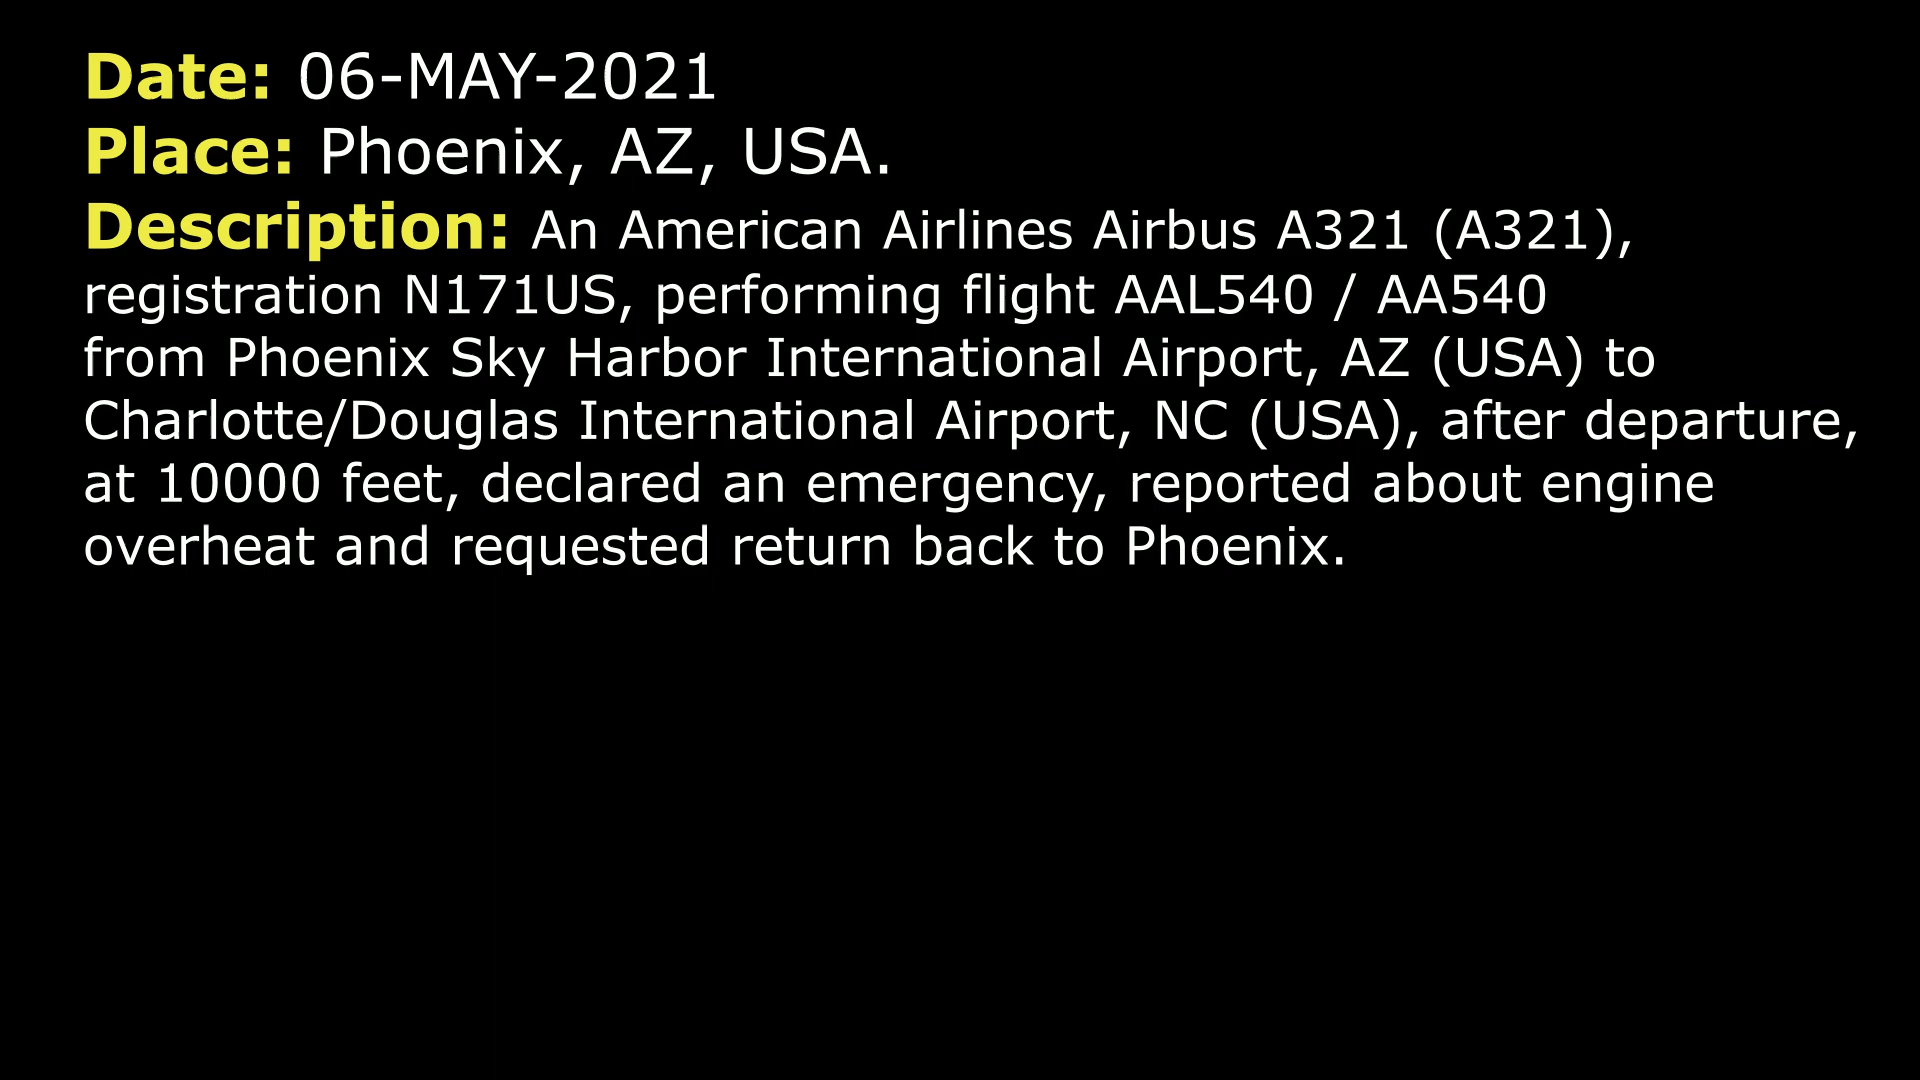 Date: 06-MAY-2021
Place: Phoenix, AZ, USA.
Description: An American Airlines Airbus A321 (A321),
registration N171US, performing flight AAL540 / AA540
from Phoenix Sky Harbor International Airport, AZ (USA) to
Charlotte/Douglas International Airport, NC (USA), after departure,
at 10000 feet, declared an emergency, reported about engine
overheat and requested return back to Phoenix.